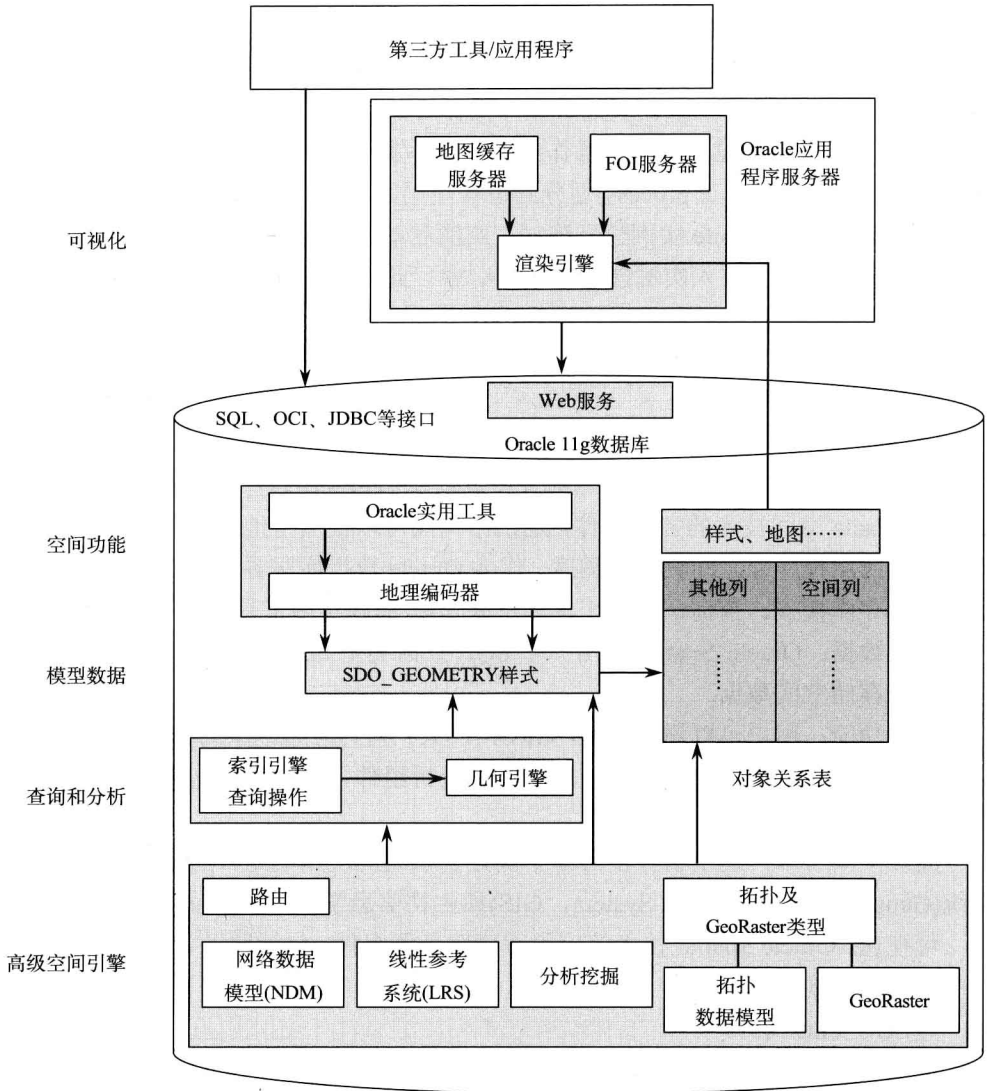 第三方工具/应用程序
地图缓存
服务器
FOI服务器
Oracle应用
程序服务器
可视化
渲染引擎
Web服务
SQL、OCI、JDBC等接口
Oracle 11g数据库
Oracle实用工具
空间功能
样式、地图……
地理编码器
其他列
空间列
模型数据
SDO_GEOMETRY样式
……
……
对象关系表
索引引擎
查询操作
几何引擎
查询和分析
路由
拓扑及
GeoRaster类型
高级空间引擎
网络数据
模型(NDM)
线性参考
系统(LRS)
分析挖掘
拓扑
数据模型
GeoRaster